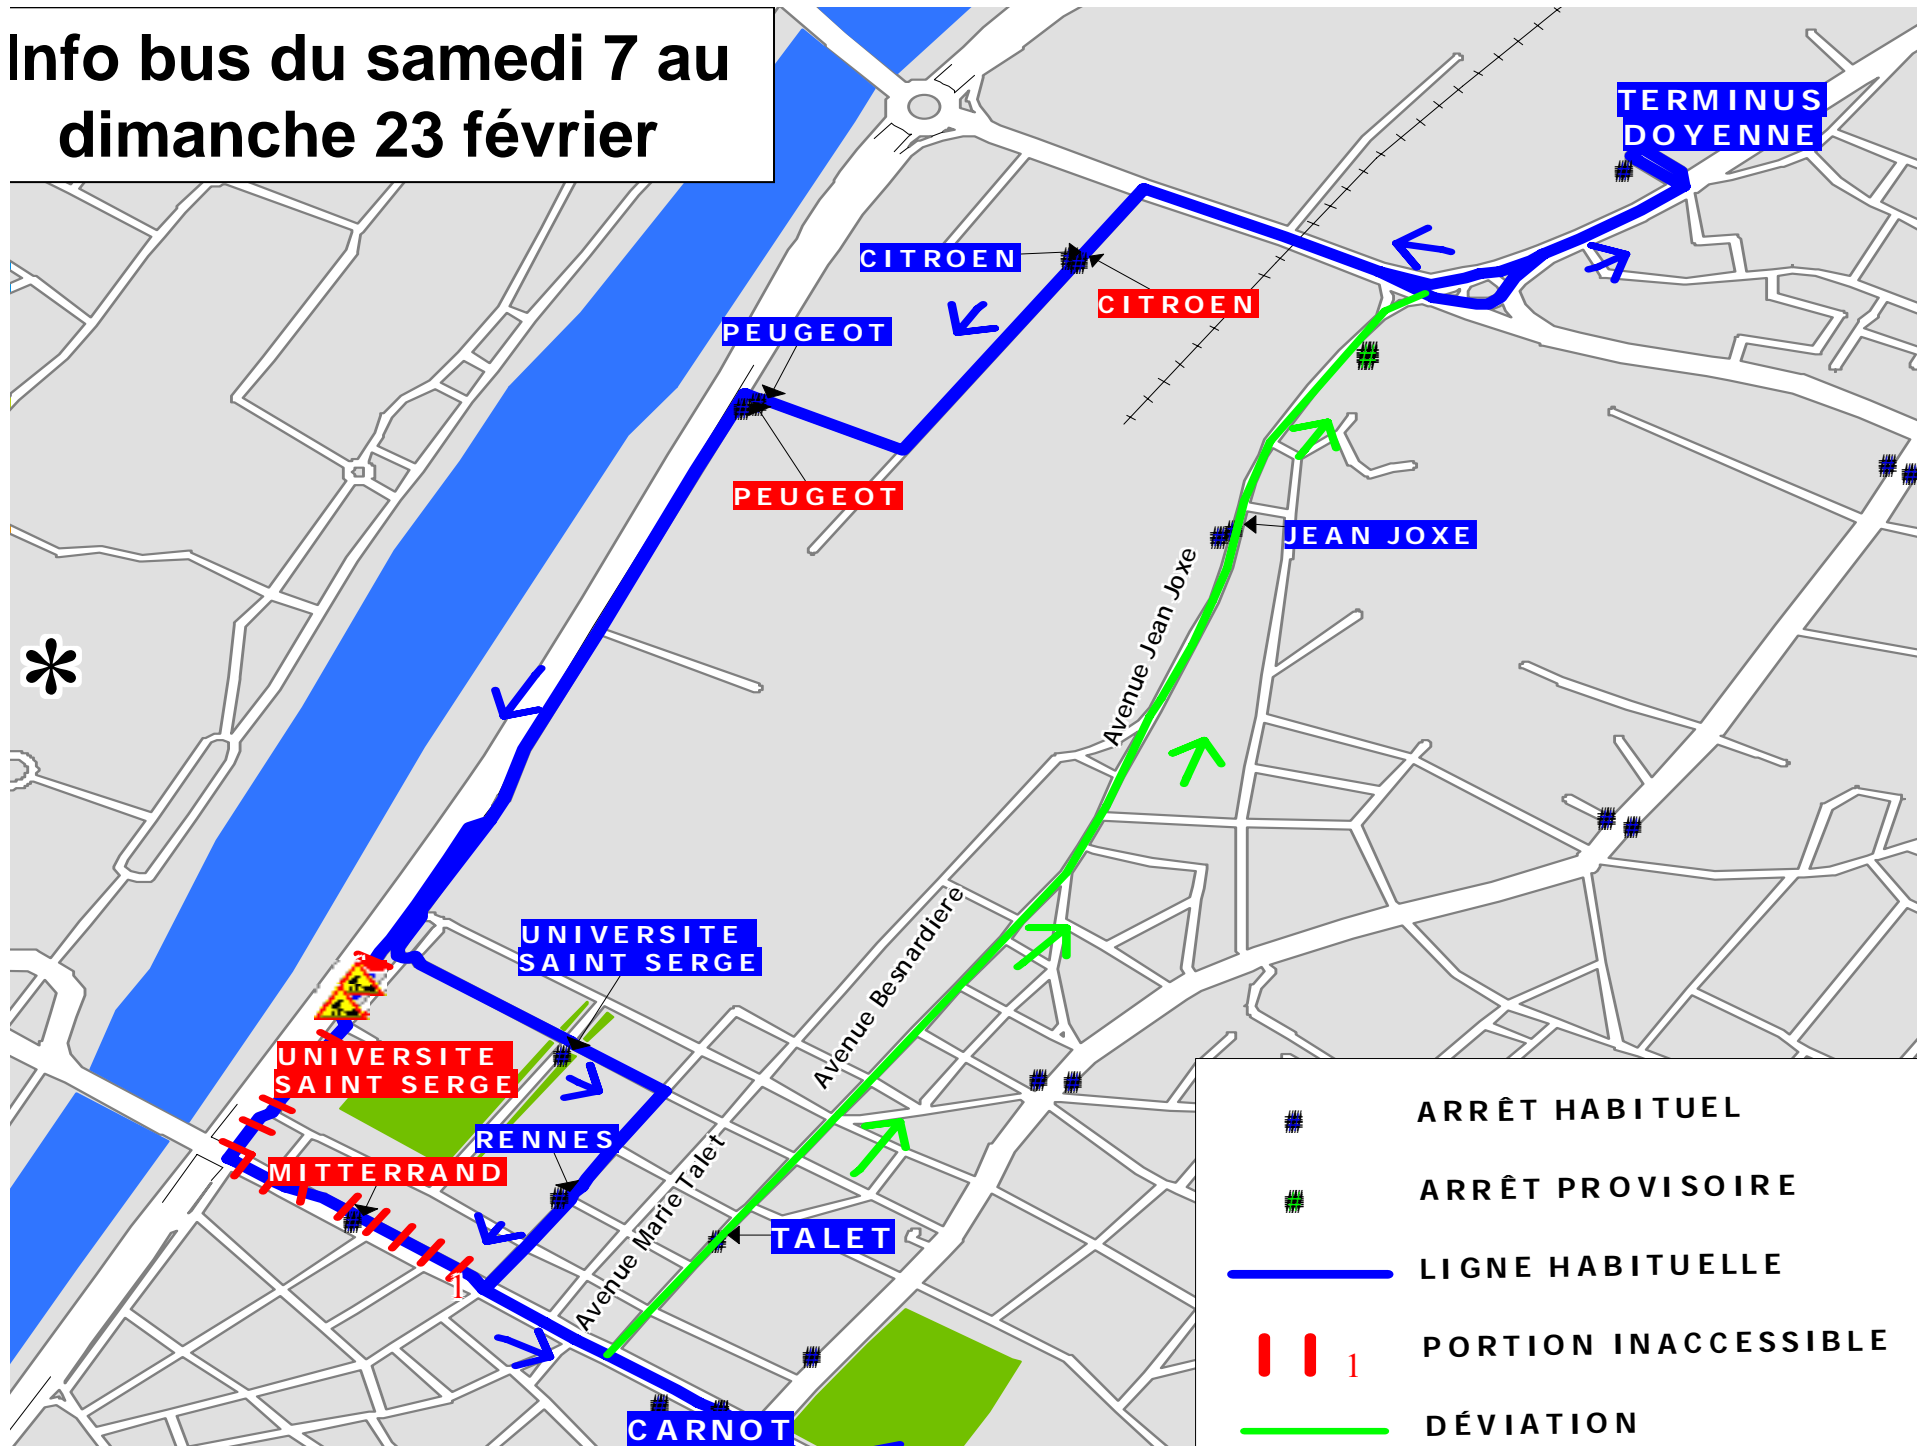 Info bus du samedi 7 au
dimanche 23 février
TERMINUS
DOYENNE
CITROEN
CITROEN
PEUGEOT
PEUGEOT
JEAN JOXE
Avenue Jean Joxe
*
UNIVERSITE
SAINT SERGE
Avenue Besnardiere
UNIVERSITE
SAINT SERGE
RENNES
MITTERRAND
Avenue Marie Talet
TALET
1
CARNOT
ARRÊT HABITUEL
ARRÊT PROVISOIRE
LIGNE HABITUELLE
1 PORTION INACCESSIBLE
DÉVIATION